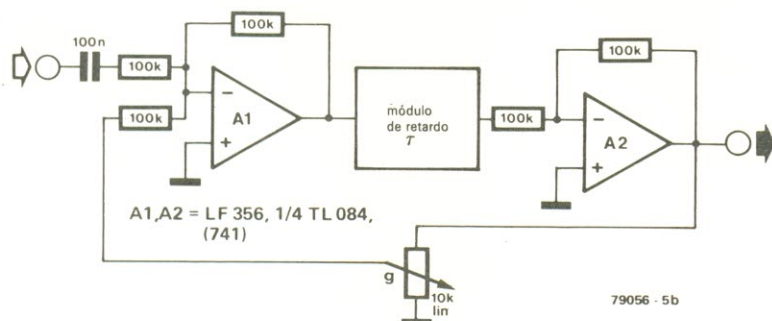 100k
100n
100k
100k
A1
−
+
módulo
de retardo
τ
100k
100k
A2
−
+
A1,A2 = LF 356, 1/4 TL 084,
(741)
g
10k
lin
79056 - 5b